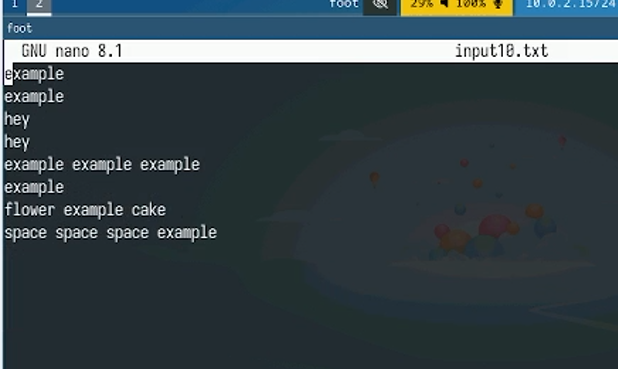 1 2 foot 29% 100% 10.0.2.15/24
foot
GNU nano 8.1 input10.txt
example
example
hey
hey
example example example
example
flower example cake
space space space example